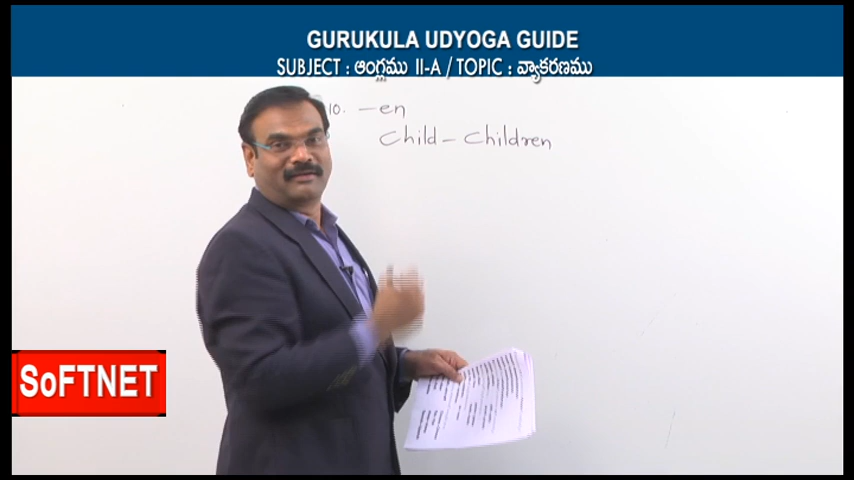 GURUKULA UDYOGA GUIDE
SUBJECT : ఆంగ్లము II-A / TOPIC : వ్యాకరణము
10. – en
Child – Children
SoFTNET